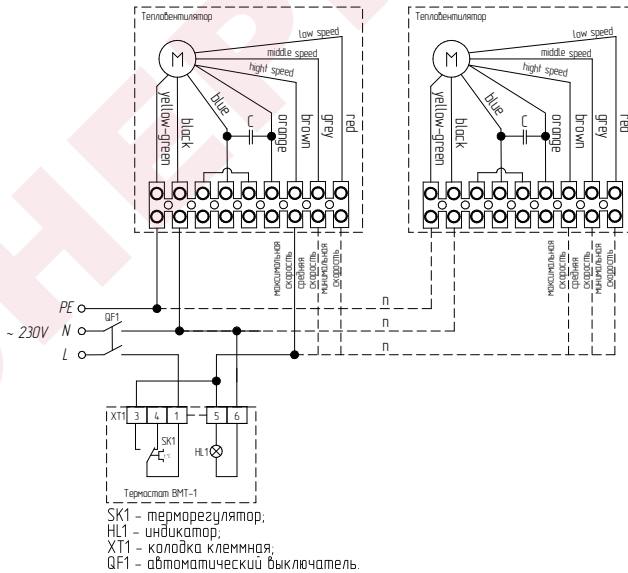 Тепловентилятор
Тепловентилятор
low speed
middle speed
hight speed
M
yellow-green
black
blue
C
orange
brown
grey
red
low speed
middle speed
hight speed
M
yellow-green
black
blue
C
orange
brown
grey
red
максимальная скорость
средняя скорость
минимальная скорость
максимальная скорость
средняя скорость
минимальная скорость
PE
n
~ 230V
N
QF1
n
L
n
XT1 3 4 1 5 6
SK1
t°C
HL1
Термостат ВМТ-1
SK1 – терморегулятор;
HL1 – индикатор;
XT1 – колодка клеммная;
QF1 – автоматический выключатель.